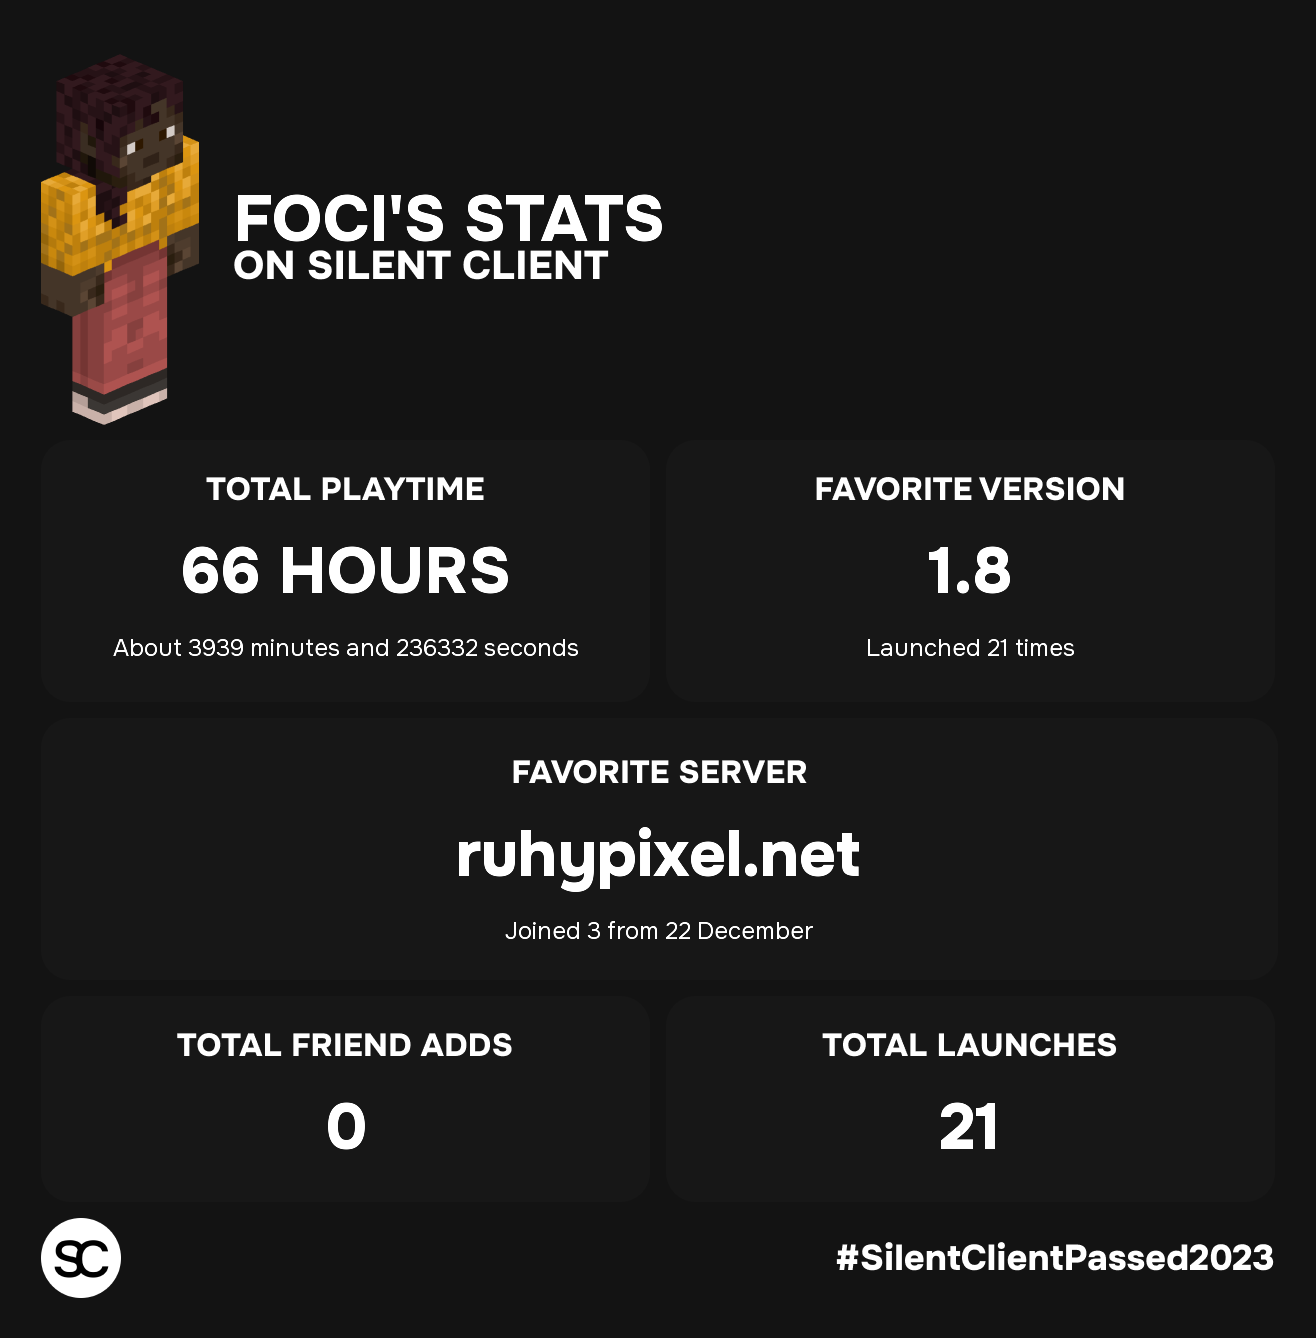 FOCI'S STATS
ON SILENT CLIENT
TOTAL PLAYTIME
66 HOURS
About 3939 minutes and 236332 seconds
FAVORITE VERSION
1.8
Launched 21 times
FAVORITE SERVER
ruhypixel.net
Joined 3 from 22 December
TOTAL FRIEND ADDS
0
TOTAL LAUNCHES
21
SC
#SilentClientPassed2023